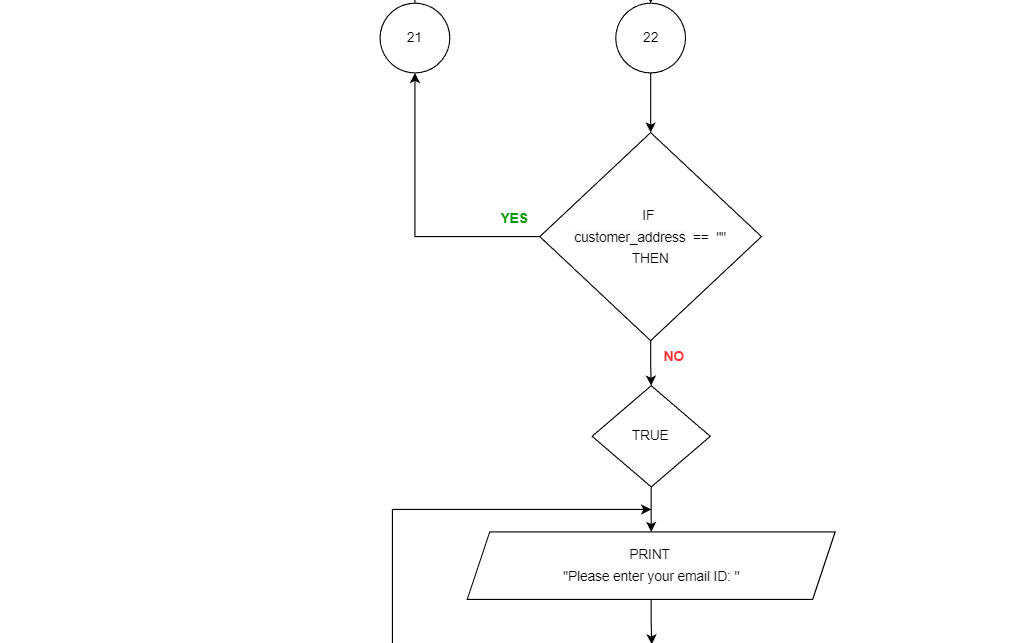 21
22
YES
IF
customer_address == ""
THEN
NO
TRUE
PRINT
"Please enter your email ID: "